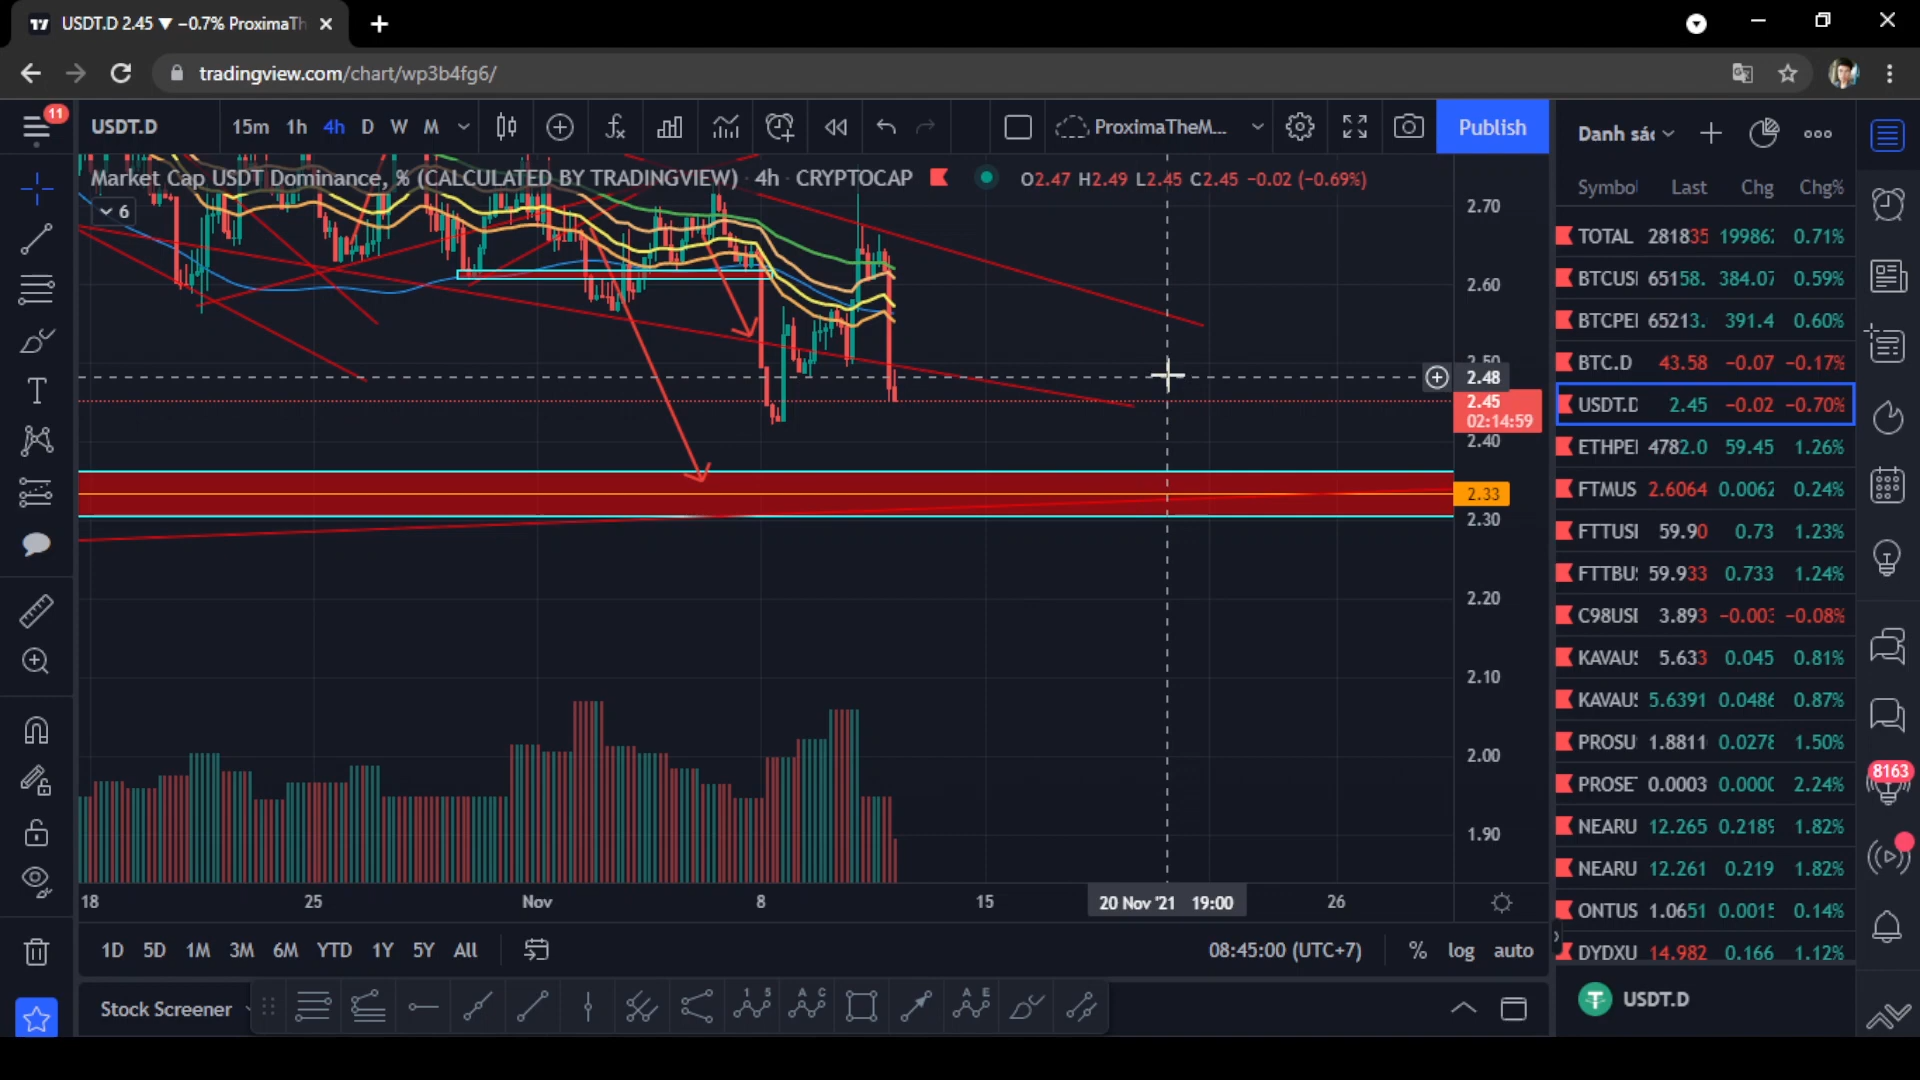 USDT.D 2.45 ▼ −0.7% ProximaTh
tradingview.com/chart/wp3b4fg6/
11
USDT.D 15m 1h 4h D W M ProximaTheM... Publish
Market Cap USDT Dominance, % (CALCULATED BY TRADINGVIEW) · 4h · CRYPTOCAP O2.47 H2.49 L2.45 C2.45 −0.02 (−0.69%)
6
2.70
2.60
2.50
2.48
2.45
02:14:59
2.40
2.33
2.30
2.20
2.10
2.00
1.90
18 25 Nov 8 15 20 Nov '21 19:00 26
1D 5D 1M 3M 6M YTD 1Y 5Y All 08:45:00 (UTC+7) % log auto
Stock Screener
1 5
A C
A E
Danh sác
Symbol Last Chg Chg%
TOTAL 281835 19986 0.71%
BTCUS 65158. 384.07 0.59%
BTCPE 65213. 391.4 0.60%
BTC.D 43.58 −0.07 −0.17%
USDT.D 2.45 −0.02 −0.70%
ETHPE 4782.0 59.45 1.26%
FTMUS 2.6064 0.0062 0.24%
FTTUSI 59.90 0.73 1.23%
FTTBU 59.933 0.733 1.24%
C98USI 3.893 −0.003 −0.08%
KAVAU 5.633 0.045 0.81%
KAVAU 5.6391 0.0486 0.87%
PROSU 1.8811 0.0278 1.50%
PROSE 0.0003 0.0000 2.24%
NEARU 12.265 0.2189 1.82%
NEARU 12.261 0.219 1.82%
ONTUS 1.0651 0.0015 0.14%
DYDXU 14.982 0.166 1.12%
USDT.D
8163